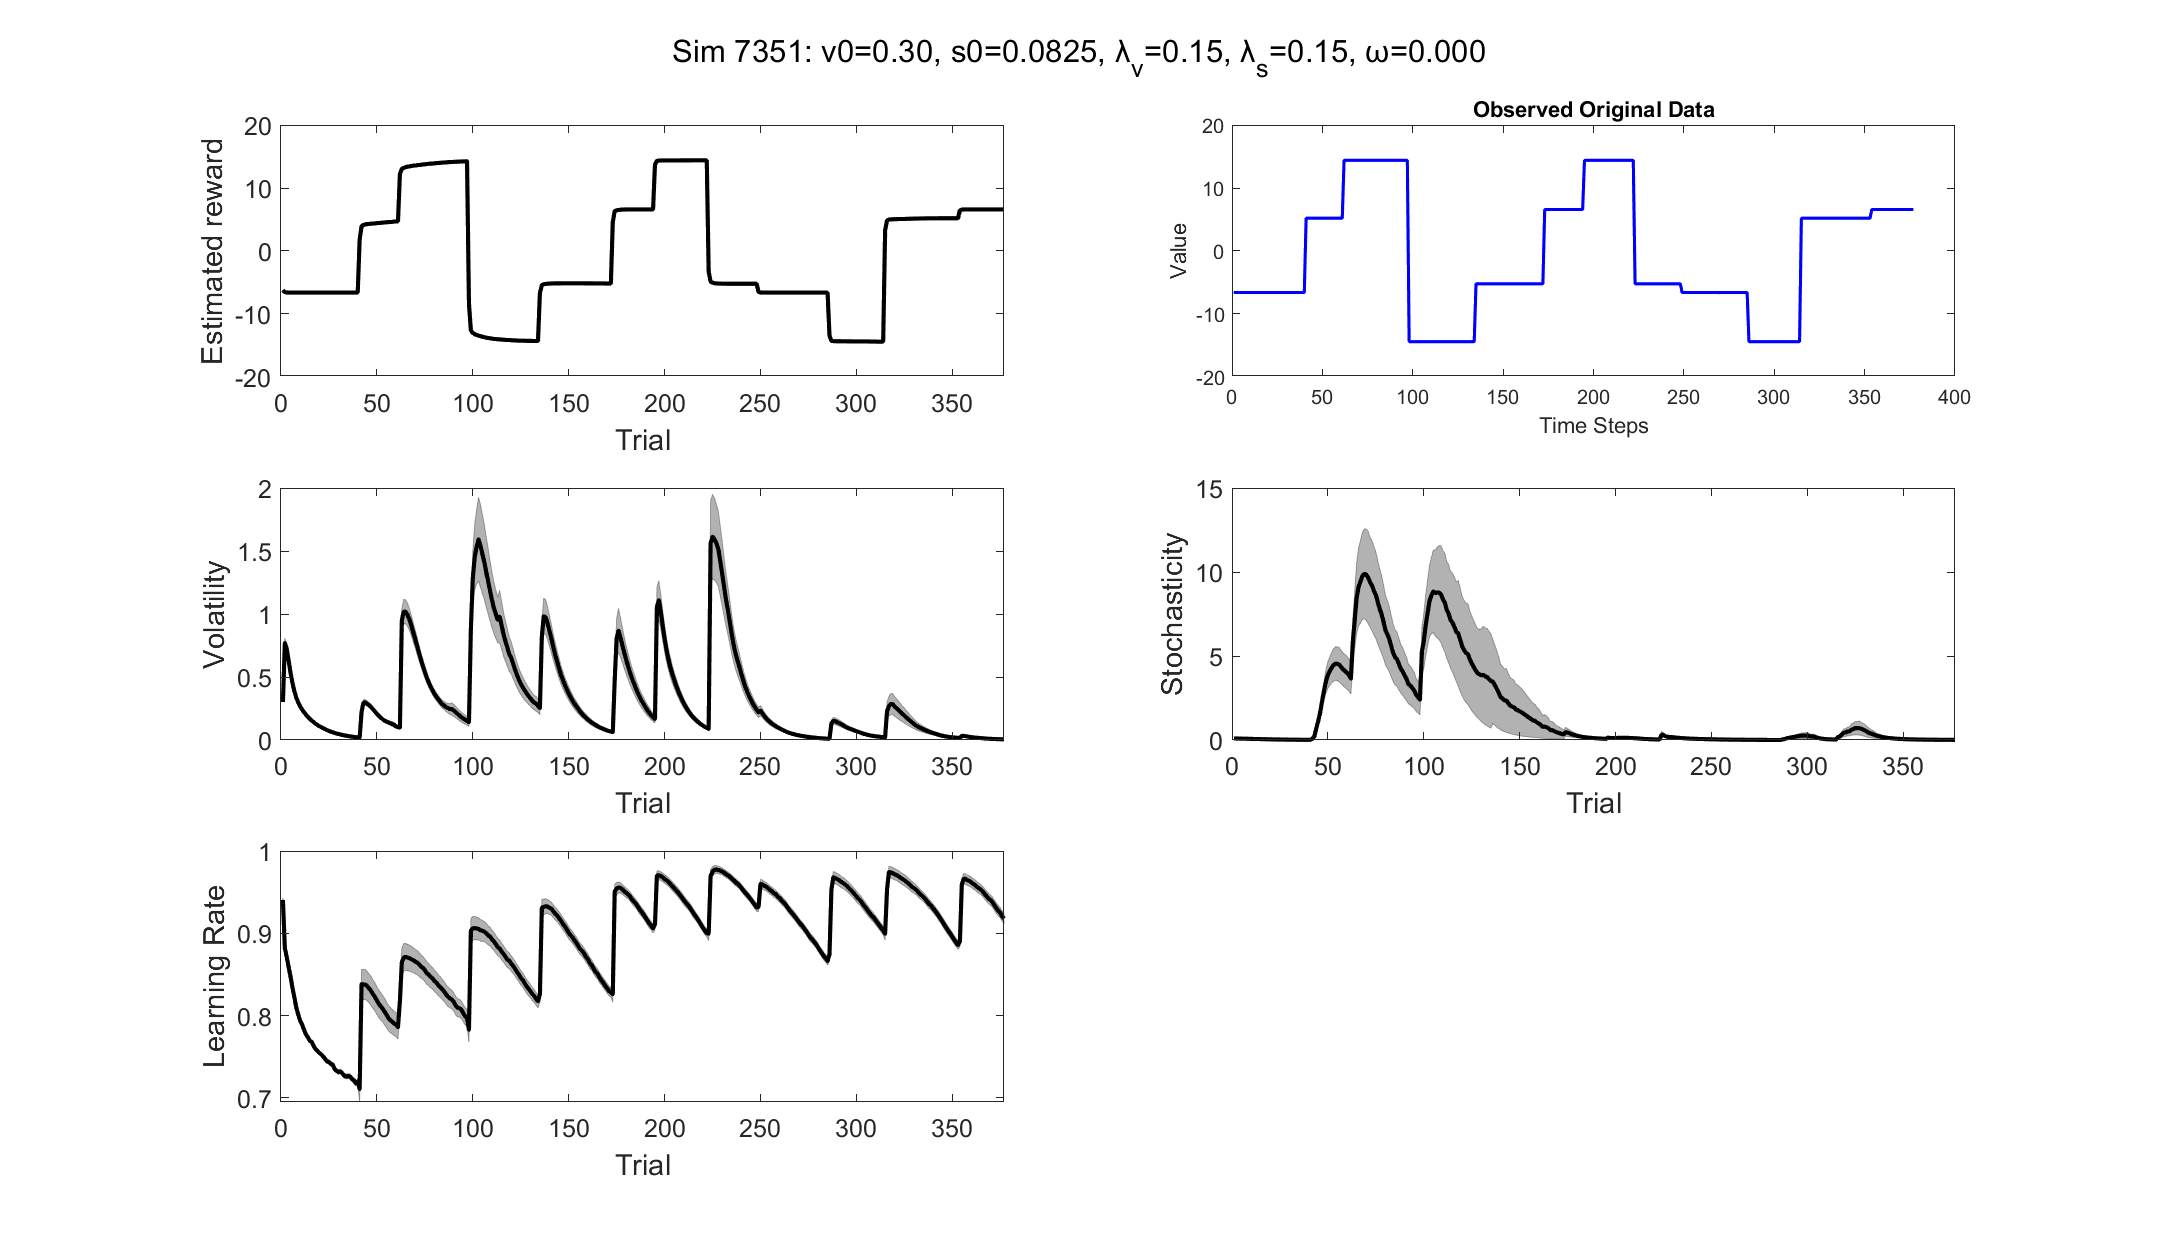 Sim 7351: v0=0.30, s0=0.0825, λ_v=0.15, λ_s=0.15, ω=0.000
20
10
0
-10
-20
Estimated reward
0 50 100 150 200 250 300 350
Trial
Observed Original Data
20
10
0
-10
-20
Value
0 50 100 150 200 250 300 350 400
Time Steps
2
1.5
1
0.5
0
Volatility
0 50 100 150 200 250 300 350
Trial
15
10
5
0
Stochasticity
0 50 100 150 200 250 300 350
Trial
1
0.9
0.8
0.7
Learning Rate
0 50 100 150 200 250 300 350
Trial